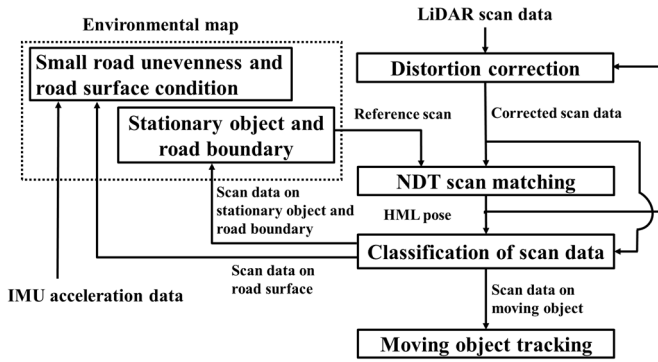 LiDAR scan data
Environmental map
Small road unevenness and
road surface condition
Distortion correction
Stationary object and
road boundary
Reference scan
Corrected scan data
NDT scan matching
Scan data on
stationary object and
road boundary
HML pose
Classification of scan data
Scan data on
road surface
IMU acceleration data
Scan data on
moving object
Moving object tracking